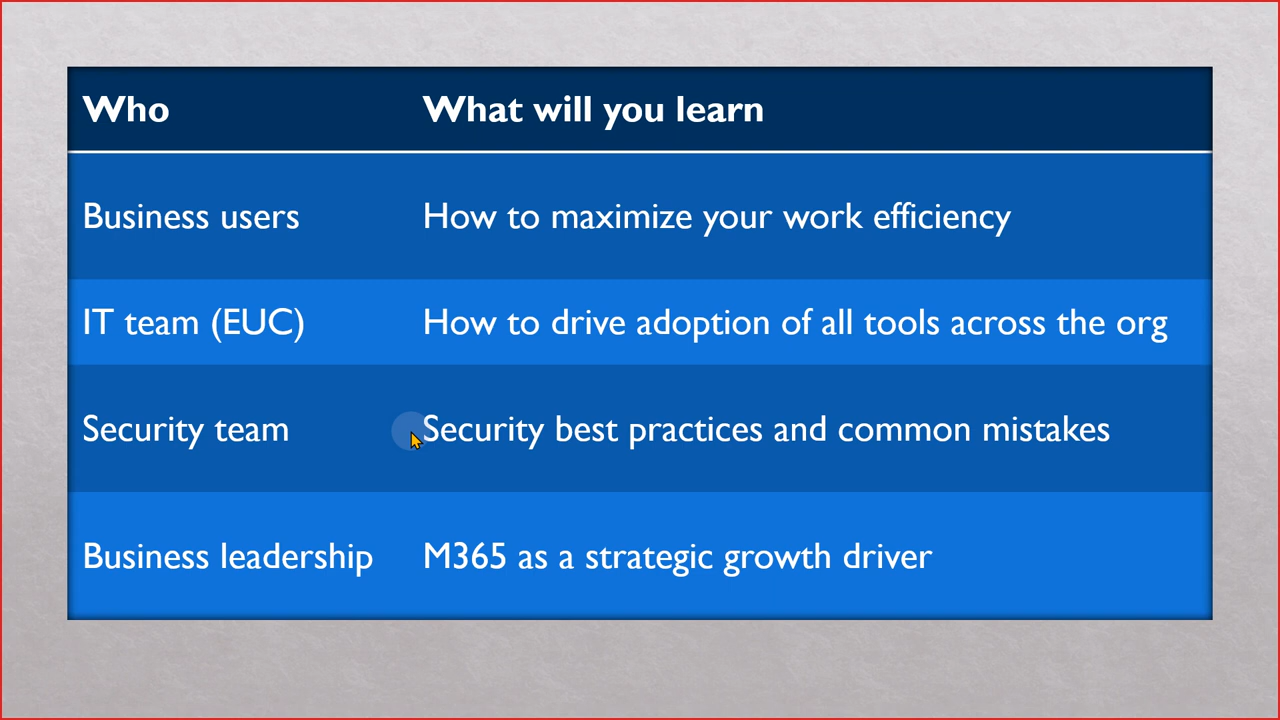 Who What will you learn
Business users How to maximize your work efficiency
IT team (EUC) How to drive adoption of all tools across the org
Security team Security best practices and common mistakes
Business leadership M365 as a strategic growth driver